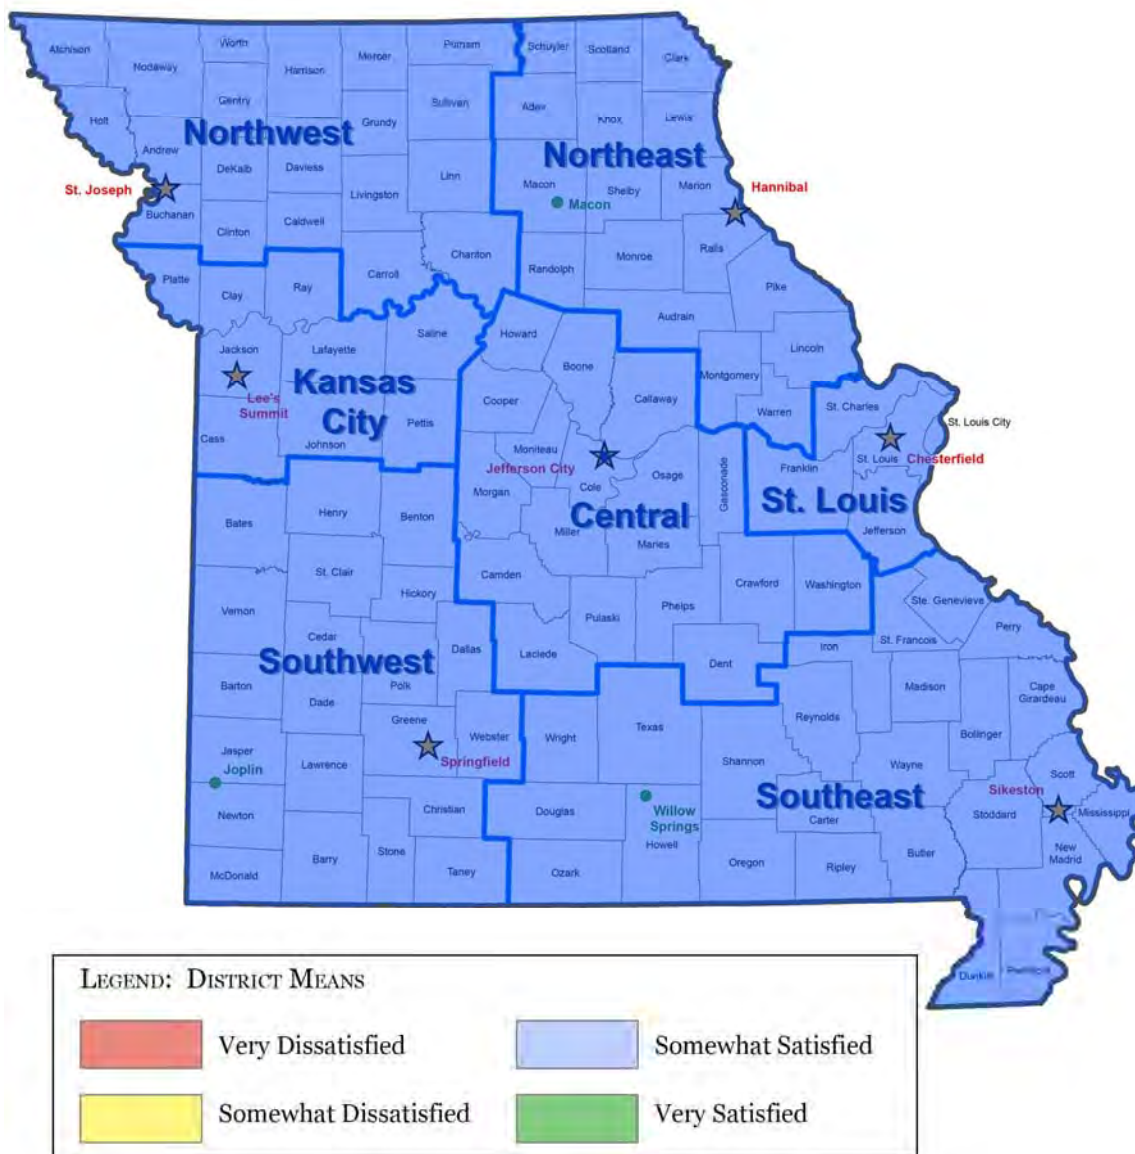 Atchison
Nodaway
Worth
Harrison
Mercer
Putnam
Schuyler
Scotland
Clark
Gentry
Sullivan
Adair
Knox
Lewis
Holt
Andrew
Northwest
Grundy
Northeast
DeKalb
Daviess
Linn
Macon
Shelby
Marion
Hannibal
St. Joseph
Livingston
Macon
Buchanan
Clinton
Caldwell
Chariton
Carroll
Randolph
Monroe
Ralls
Pike
Platte
Clay
Ray
Audrain
Saline
Howard
Lincoln
Jackson
Lafayette
Boone
Montgomery
Kansas
City
Lee's
Summit
Cooper
Callaway
Warren
St. Charles
St. Louis City
Cass
Johnson
Pettis
Moniteau
Jefferson City
Cole
Osage
Gasconade
Franklin
St. Louis
Chesterfield
Morgan
Central
St. Louis
Bates
Henry
Benton
Miller
Maries
Jefferson
St. Clair
Camden
Crawford
Washington
Vernon
Hickory
Pulaski
Phelps
Ste. Genevieve
Cedar
Southwest
Dallas
Laclede
Dent
Iron
St. Francois
Perry
Barton
Polk
Dade
Madison
Cape
Girardeau
Greene
Webster
Wright
Texas
Reynolds
Bollinger
Jasper
Joplin
Lawrence
Springfield
Shannon
Wayne
Scott
Southeast
Sikeston
Newton
Christian
Douglas
Willow
Springs
Howell
Carter
Stoddard
Mississippi
McDonald
Barry
Stone
Taney
Ozark
Oregon
Ripley
Butler
New
Madrid
Dunklin
Pemiscot
LEGEND: DISTRICT MEANS
Very Dissatisfied
Somewhat Satisfied
Somewhat Dissatisfied
Very Satisfied